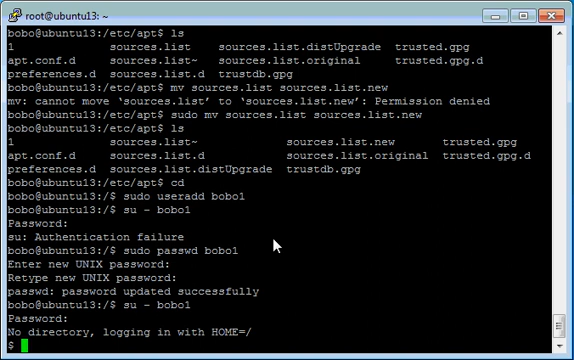 root@ubuntu13: ~
bobo@ubuntu13:/etc/apt$ ls
1 sources.list sources.list.distUpgrade trusted.gpg
apt.conf.d sources.list~ sources.list.original trusted.gpg.d
preferences.d sources.list.d trustdb.gpg
bobo@ubuntu13:/etc/apt$ mv sources.list sources.list.new
mv: cannot move ‘sources.list’ to ‘sources.list.new’: Permission denied
bobo@ubuntu13:/etc/apt$ sudo mv sources.list sources.list.new
bobo@ubuntu13:/etc/apt$ ls
1 sources.list~ sources.list.new trusted.gpg
apt.conf.d sources.list.d sources.list.original trusted.gpg.d
preferences.d sources.list.distUpgrade trustdb.gpg
bobo@ubuntu13:/etc/apt$ cd
bobo@ubuntu13:/$ sudo useradd bobo1
bobo@ubuntu13:/$ su - bobo1
Password:
su: Authentication failure
bobo@ubuntu13:/$ sudo passwd bobo1
Enter new UNIX password:
Retype new UNIX password:
passwd: password updated successfully
bobo@ubuntu13:/$ su - bobo1
Password:
No directory, logging in with HOME=/
$